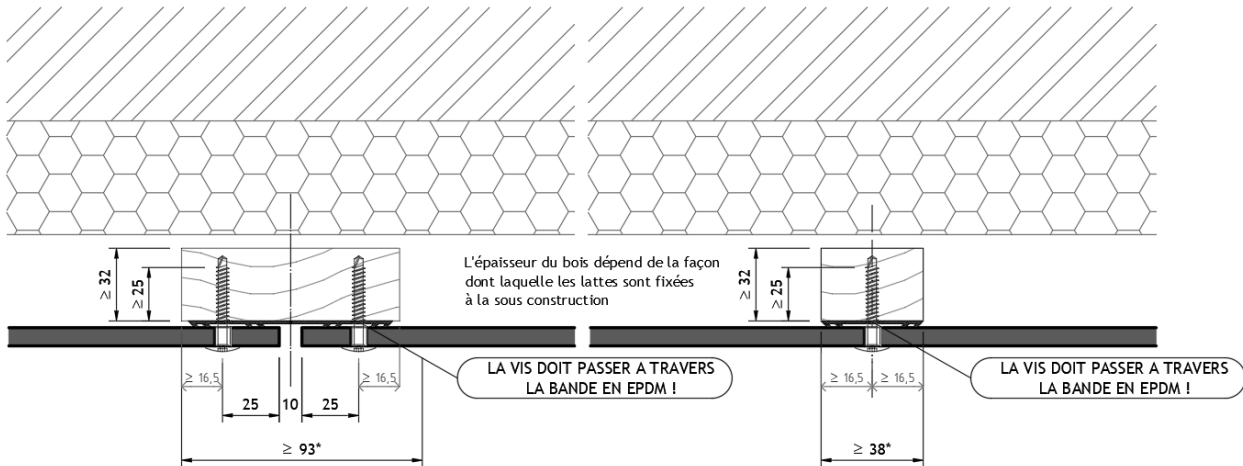 ≥ 32
≥ 25
L'épaisseur du bois dépend de la façon
dont laquelle les lattes sont fixées
à la sous construction
≥ 32
≥ 25
≥ 16,5
≥ 16,5
LA VIS DOIT PASSER A TRAVERS
LA BANDE EN EPDM !
≥ 16,5
≥ 16,5
LA VIS DOIT PASSER A TRAVERS
LA BANDE EN EPDM !
25
10
25
≥ 93*
≥ 38*